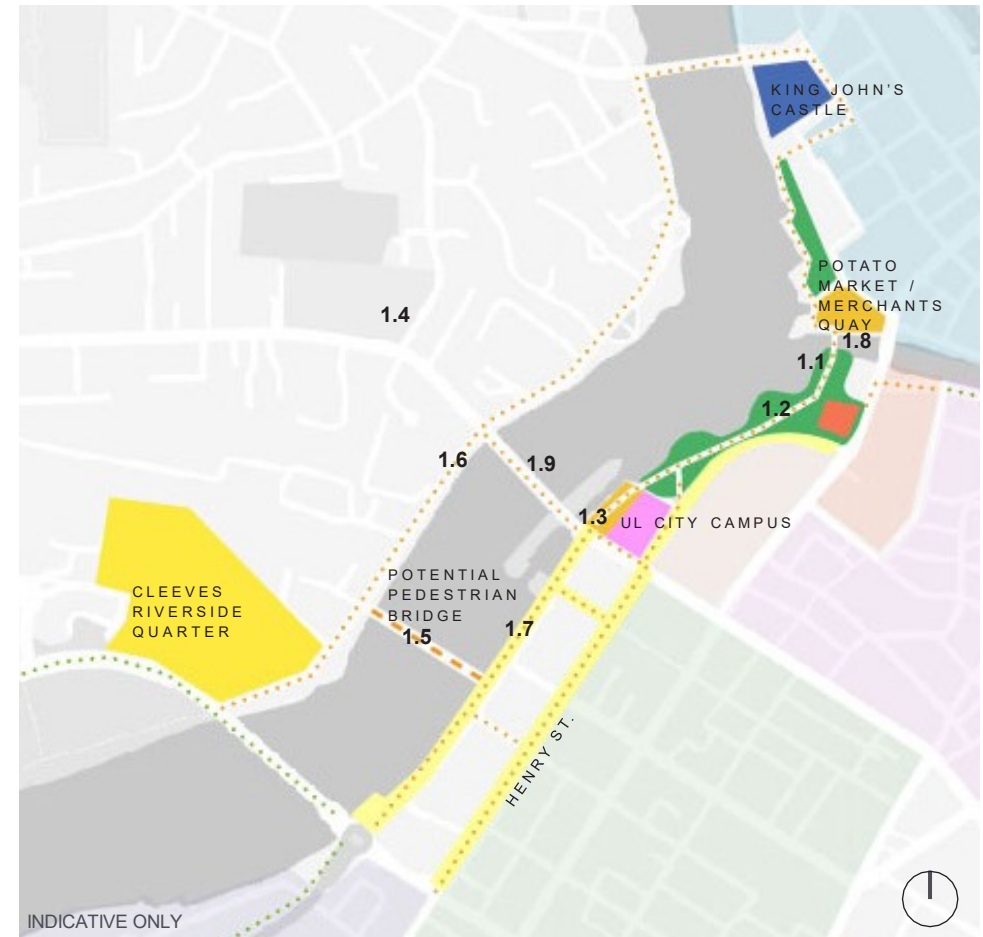 KING JOHN'S
CASTLE
POTATO
MARKET /
MERCHANTS
QUAY
1.8
1.1
1.4
1.2
1.6
1.9
1.3
UL CITY CAMPUS
POTENTIAL
PEDESTRIAN
BRIDGE
1.5
1.7
CLEEVES
RIVERSIDE
QUARTER
HENRY ST.
INDICATIVE ONLY